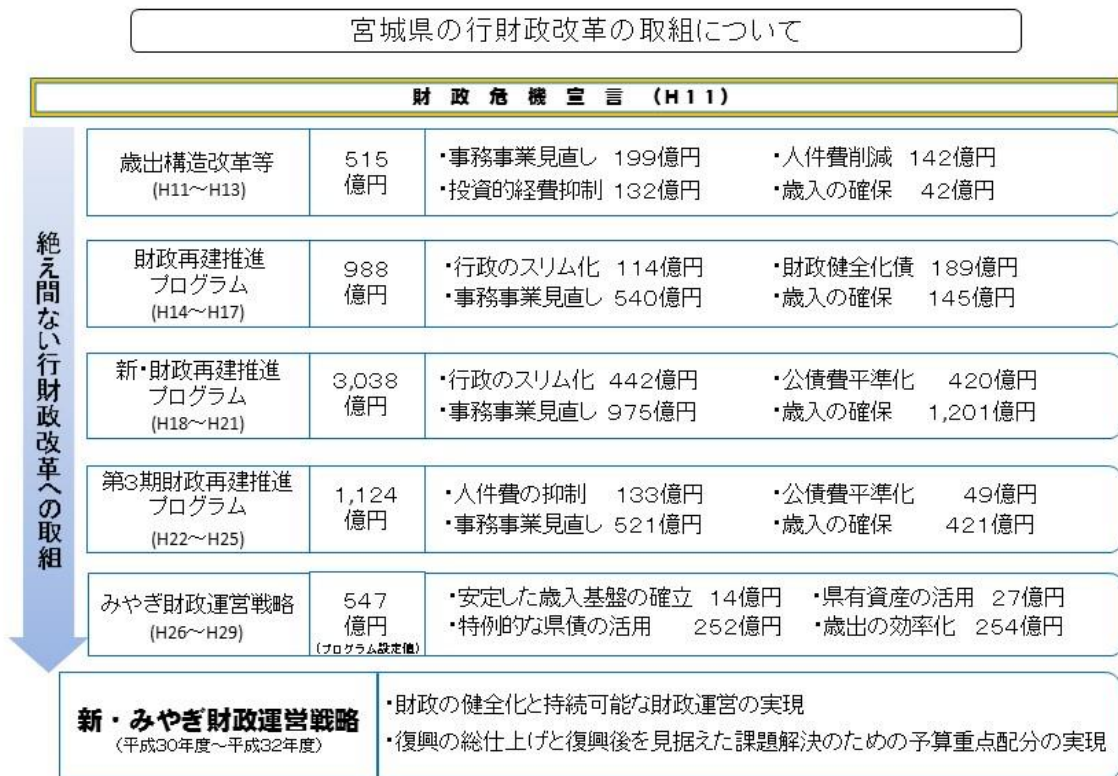 宮城県の行財政改革の取組について
財政危機宣言（H11）
絶え間ない行財政改革への取組
歳出構造改革等
(H11～H13)
515
億円
・事務事業見直し 199億円 ・人件費削減 142億円
・投資的経費抑制 132億円 ・歳入の確保 42億円
財政再建推進
プログラム
(H14～H17)
988
億円
・行政のスリム化 114億円 ・財政健全化債 189億円
・事務事業見直し 540億円 ・歳入の確保 145億円
新・財政再建推進
プログラム
(H18～H21)
3,038
億円
・行政のスリム化 442億円 ・公債費平準化 420億円
・事務事業見直し 975億円 ・歳入の確保 1,201億円
第3期財政再建推進
プログラム
(H22～H25)
1,124
億円
・人件費の抑制 133億円 ・公債費平準化 49億円
・事務事業見直し 521億円 ・歳入の確保 421億円
みやぎ財政運営戦略
(H26～H29)
547
億円
(プログラム設定値)
・安定した歳入基盤の確立 14億円 ・県有資産の活用 27億円
・特例的な県債の活用 252億円 ・歳出の効率化 254億円
新・みやぎ財政運営戦略
（平成30年度～平成32年度）
・財政の健全化と持続可能な財政運営の実現
・復興の総仕上げと復興後を見据えた課題解決のための予算重点配分の実現